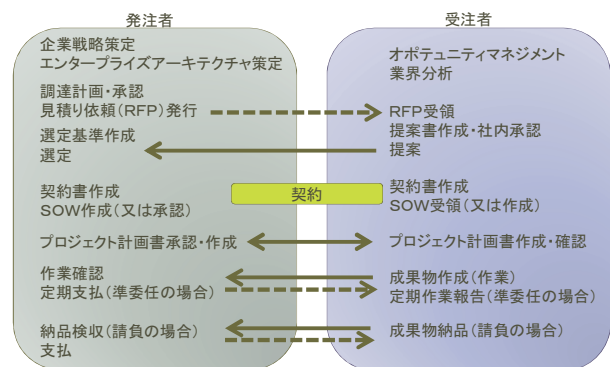 発注者
受注者
企業戦略策定
エンタープライズアーキテクチャ策定
オポテュニティマネジメント
業界分析
調達計画・承認
見積り依頼(RFP)発行
RFP受領
提案書作成・社内承認
提案
選定基準作成
選定
契約書作成
SOW作成(又は承認)
契約
契約書作成
SOW受領(又は作成)
プロジェクト計画書承認・作成
プロジェクト計画書作成・確認
作業確認
定期支払(準委任の場合)
成果物作成(作業)
定期作業報告(準委任の場合)
納品検収(請負の場合)
支払
成果物納品(請負の場合)